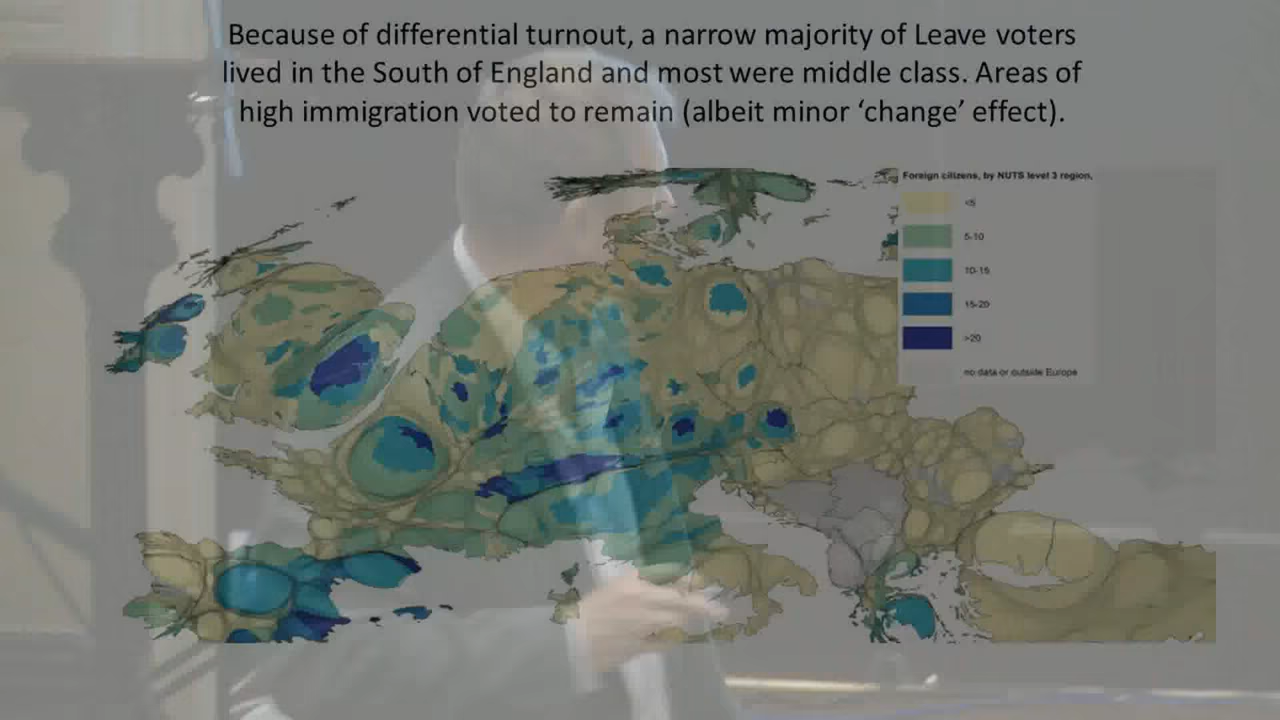 Because of differential turnout, a narrow majority of Leave voters
lived in the South of England and most were middle class. Areas of
high immigration voted to remain (albeit minor ‘change’ effect).
Foreign citizens, by NUTS level 3 region,
<5
5-10
10-15
15-20
>20
no data or outside Europe